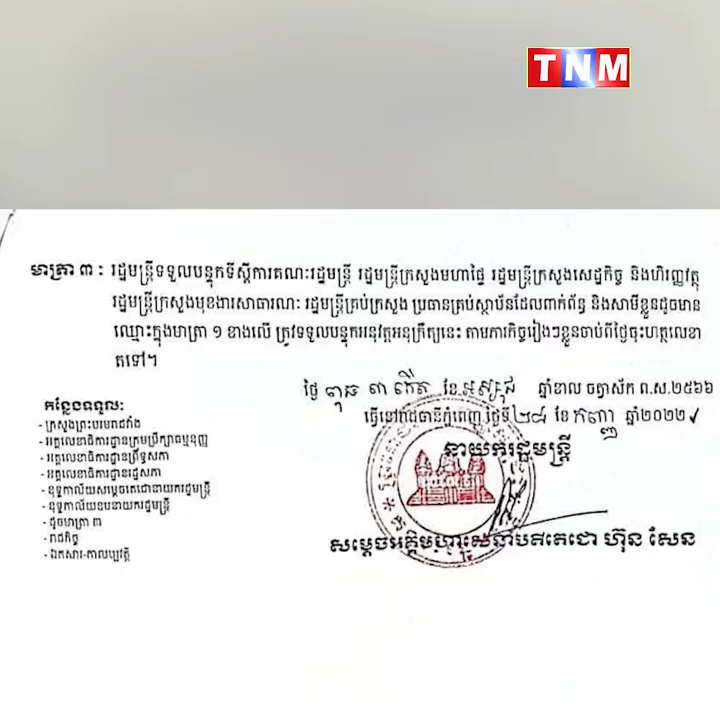 TNM
មាត្រា ៣ : រដ្ឋមន្ត្រីទទួលបន្ទុកទីស្តីការគណៈរដ្ឋមន្ត្រី រដ្ឋមន្ត្រីក្រសួងមហាផ្ទៃ រដ្ឋមន្ត្រីក្រសួងសេដ្ឋកិច្ច និងហិរញ្ញវត្ថុ
រដ្ឋមន្ត្រីក្រសួងមុខងារសាធារណៈ រដ្ឋមន្ត្រីគ្រប់ក្រសួង ប្រធានគ្រប់ស្ថាប័នដែលពាក់ព័ន្ធ និងសាមីខ្លួនដូចមាន
ឈ្មោះក្នុងមាត្រា ១ ខាងលើ ត្រូវទទួលបន្ទុកអនុវត្តអនុក្រឹត្យនេះ តាមភារកិច្ចរៀងៗខ្លួនចាប់ពីថ្ងៃចុះហត្ថលេខា
តទៅ។
ថ្ងៃ ពុធ ៣ កើត ខែ អស្សុជ ឆ្នាំខាល ចត្វាស័ក ព.ស.២៥៦៦
ធ្វើនៅរាជធានីភ្នំពេញ ថ្ងៃទី២៨ ខែ កញ្ញា ឆ្នាំ២០២២
នាយករដ្ឋមន្ត្រី
សម្តេចអគ្គមហាសេនាបតីតេជោ ហ៊ុន សែន
កន្លែងទទួល:
- ក្រសួងព្រះបរមរាជវាំង
- អគ្គលេខាធិការដ្ឋានក្រុមប្រឹក្សាធម្មនុញ្ញ
- អគ្គលេខាធិការដ្ឋានព្រឹទ្ធសភា
- អគ្គលេខាធិការដ្ឋានរដ្ឋសភា
- ខុទ្ទកាល័យសម្តេចតេជោនាយករដ្ឋមន្ត្រី
- ខុទ្ទកាល័យឧបនាយករដ្ឋមន្ត្រី
- ដូចមាត្រា ៣
- រាជកិច្ច
- ឯកសារ-កាលប្បវត្តិ